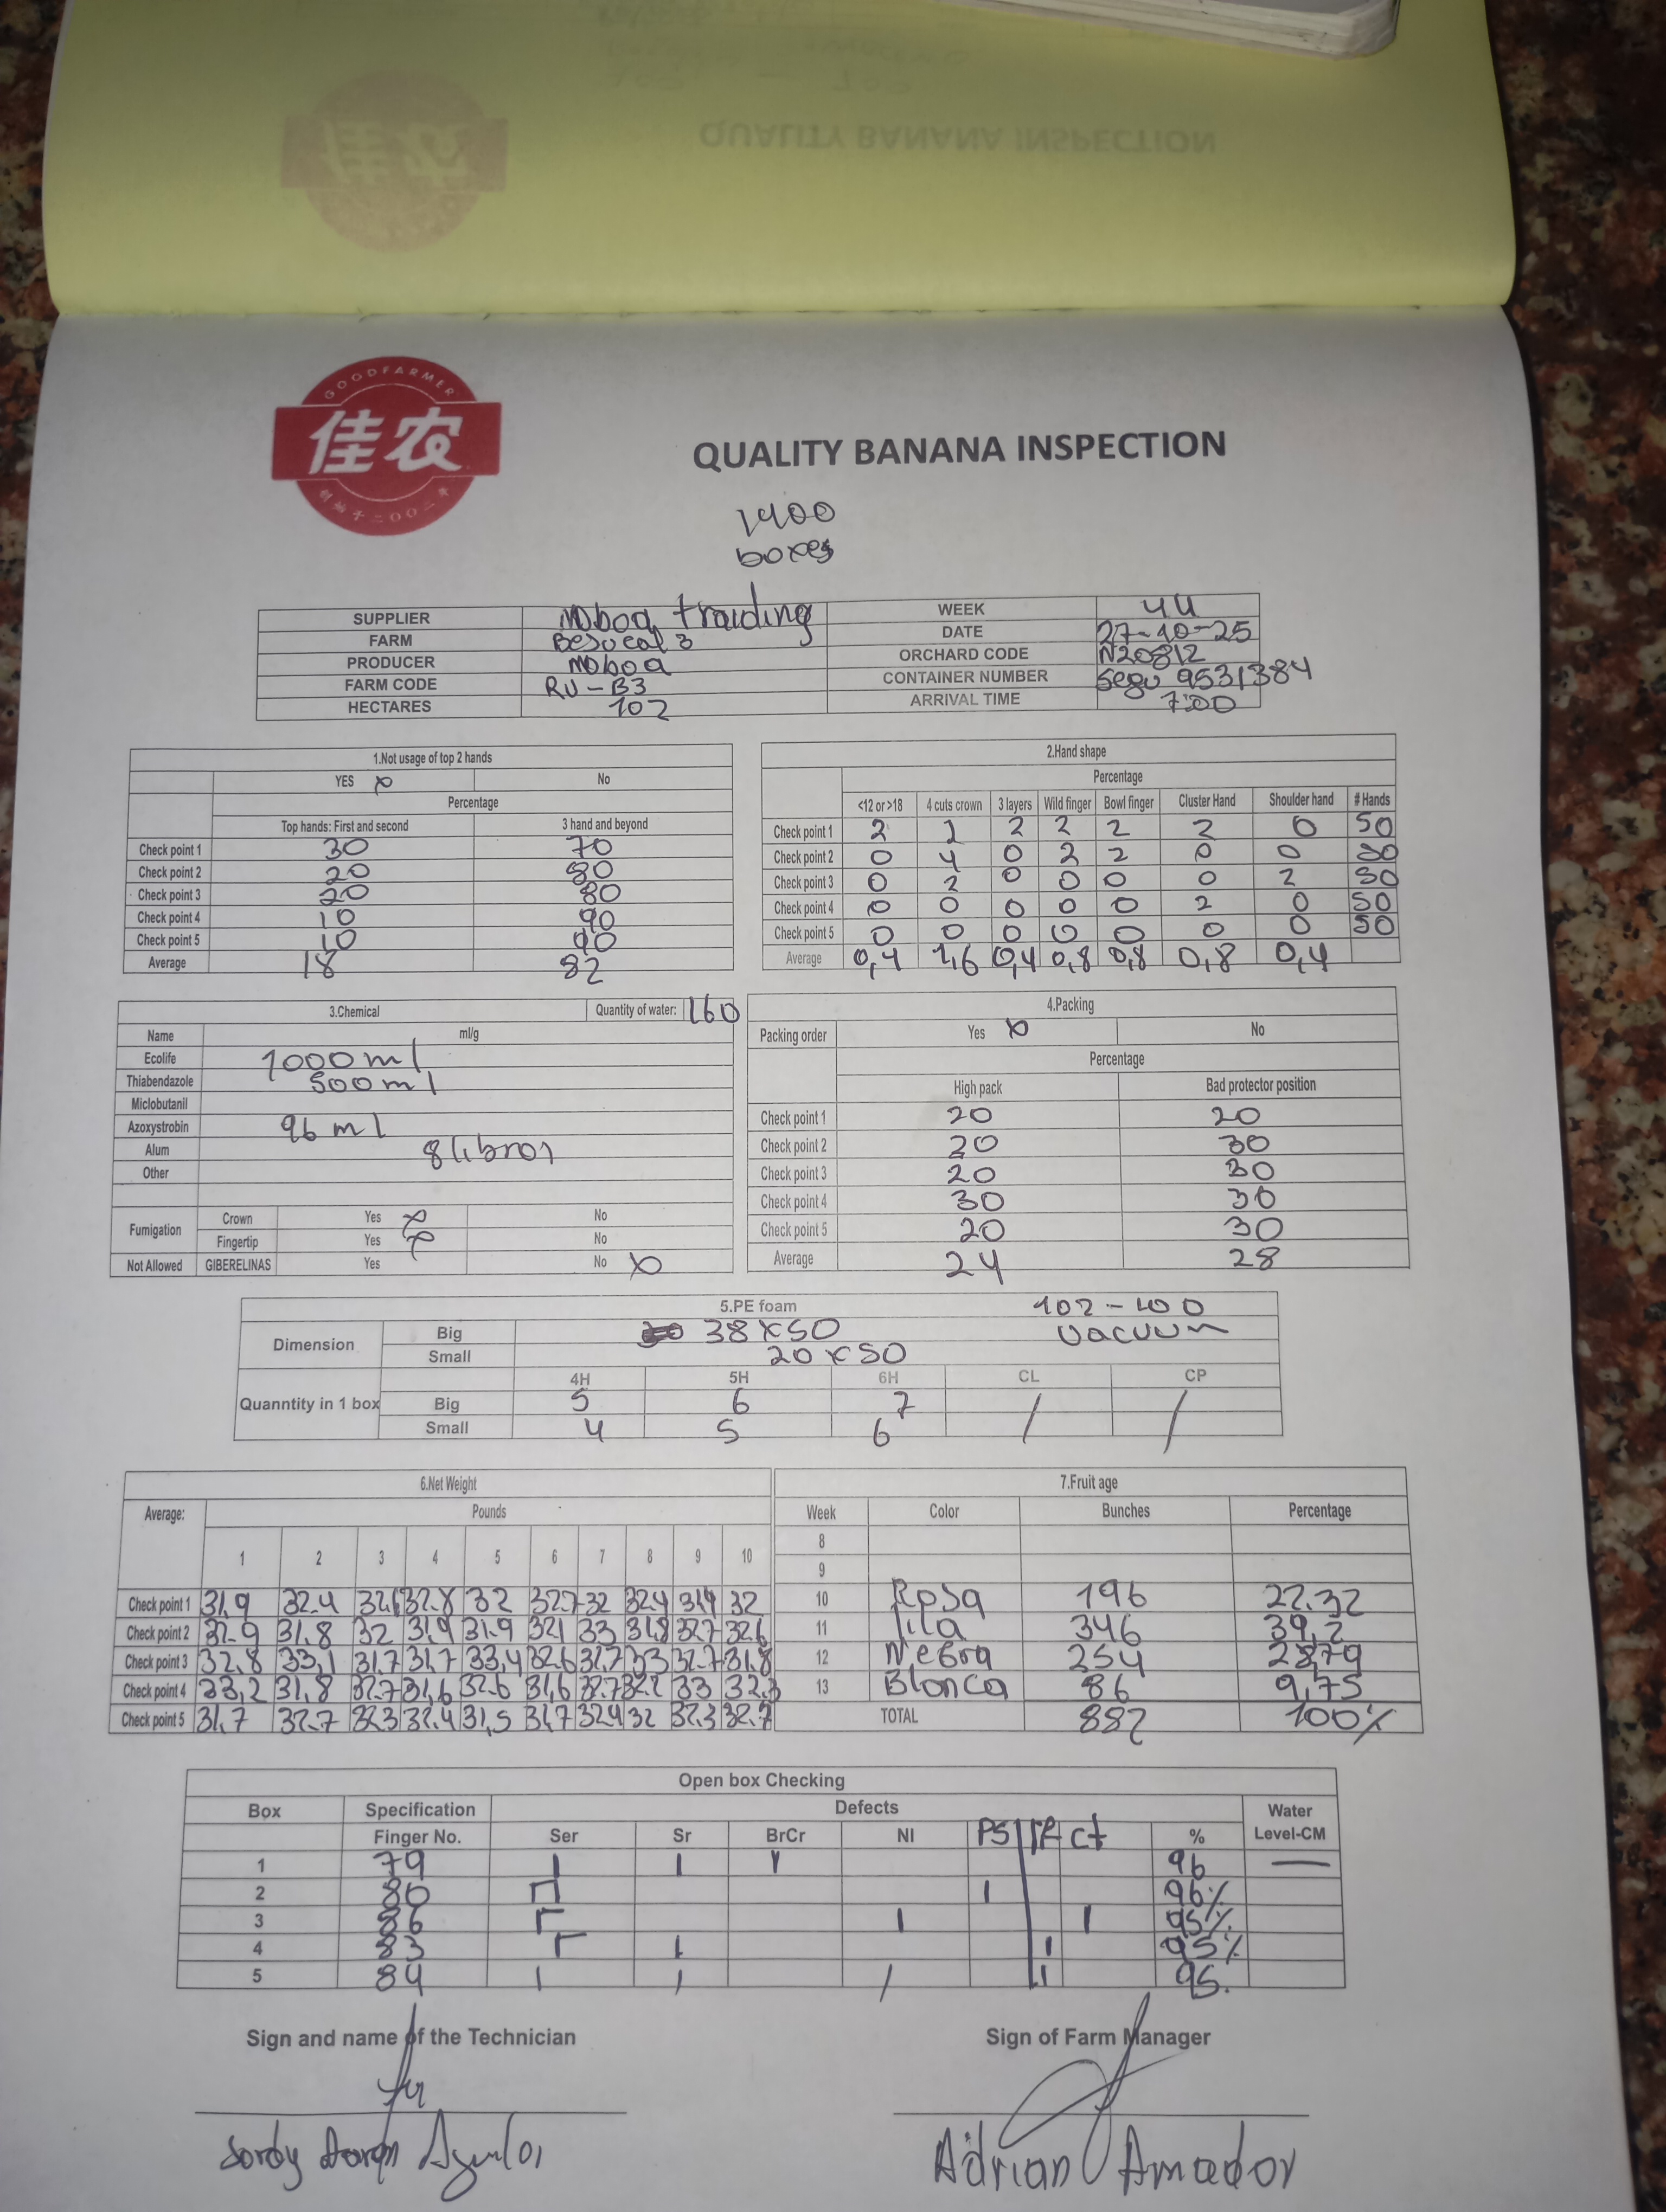 QUALITY BANANA INSPECTION
GOODFARMER
佳农
创始于二〇〇二年
QUALITY BANANA INSPECTION
1400
boxes
SUPPLIER Mboa traiding WEEK 44
FARM Besucal 3 DATE 27-10-25
PRODUCER Mboa ORCHARD CODE N20812
FARM CODE RU-B3 CONTAINER NUMBER Segu 9531384
HECTARES 102 ARRIVAL TIME 7:00
1.Not usage of top 2 hands
YES x No
Percentage
Top hands: First and second 3 hand and beyond
Check point 1 30 70
Check point 2 20 80
Check point 3 20 80
Check point 4 10 90
Check point 5 10 90
Average 18 82
2.Hand shape
Percentage
<12 or >18 4 cuts crown 3 layers Wild finger Bowl finger Cluster Hand Shoulder hand # Hands
Check point 1 2 2 2 2 2 2 0 50
Check point 2 0 4 0 2 2 0 0 50
Check point 3 0 2 0 0 0 0 2 50
Check point 4 0 0 0 0 0 2 0 50
Check point 5 0 0 0 0 0 0 0 50
Average 0,4 1,6 0,4 0,8 0,8 0,8 0,4
3.Chemical Quantity of water: 160
Name ml/g
Ecolife 1000 ml
Thiabendazole 500 ml
Miclobutanil
Azoxystrobin 96 ml
Alum 8 libras
Other
Fumigation Crown Yes x No
Fingertip Yes x No
Not Allowed GIBERELINAS Yes No x
4.Packing
Packing order Yes x No
Percentage
High pack Bad protector position
Check point 1 20 20
Check point 2 20 30
Check point 3 20 30
Check point 4 30 30
Check point 5 20 30
Average 24 28
5.PE foam 102-100
Dimension Big 38x50 Vacuum
Small 20x50
4H 5H 6H CL CP
Quanntity in 1 box Big 5 6 7 /
Small 4 5 6 /
6.Net Weight
Average: Pounds
1 2 3 4 5 6 7 8 9 10
Check point 1 31.9 32.4 32.1 32.8 32 32.7 32 32.4 31.9 32
Check point 2 32.9 31.8 32 31.9 31.9 32.1 33 31.8 32.7 32.6
Check point 3 32.8 33,1 31.7 31.7 33,4 32.6 31,7 33 32.7 31,8
Check point 4 33,2 31,8 32.7 31,6 32.6 31,6 32.7 32.2 33 32.3
Check point 5 31.7 32.7 32.3 32.4 31,5 31,7 32.4 32 32.3 32.7
7.Fruit age
Week Color Bunches Percentage
8
9
10 Rosa 196 22.32
11 lila 346 39,2
12 Negra 254 28,79
13 Blanca 86 9,75
TOTAL 882 100%
Open box Checking
Box Specification Defects Water
Finger No. Ser Sr BrCr NI PS CT % Level-CM
1 79 | | | 96 —
2 80 | 96%
3 86 | | 95%
4 83 | | 95%
5 84 | | | | 95.
Sign and name of the Technician Sign of Farm Manager
Adrian Amador